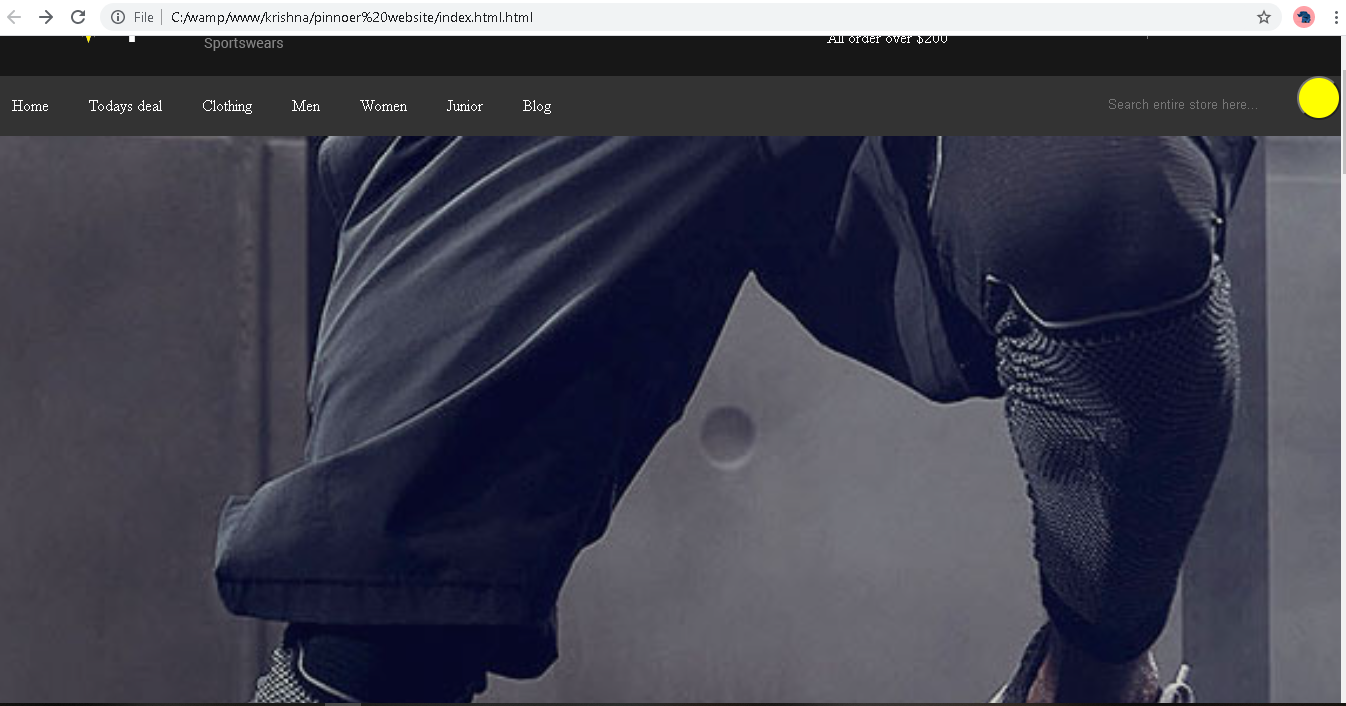 File
C:/wamp/www/krishna/pinnoer%20website/index.html.html
Sportswears
All order over $200
Home Todays deal Clothing Men Women Junior Blog
Search entire store here...